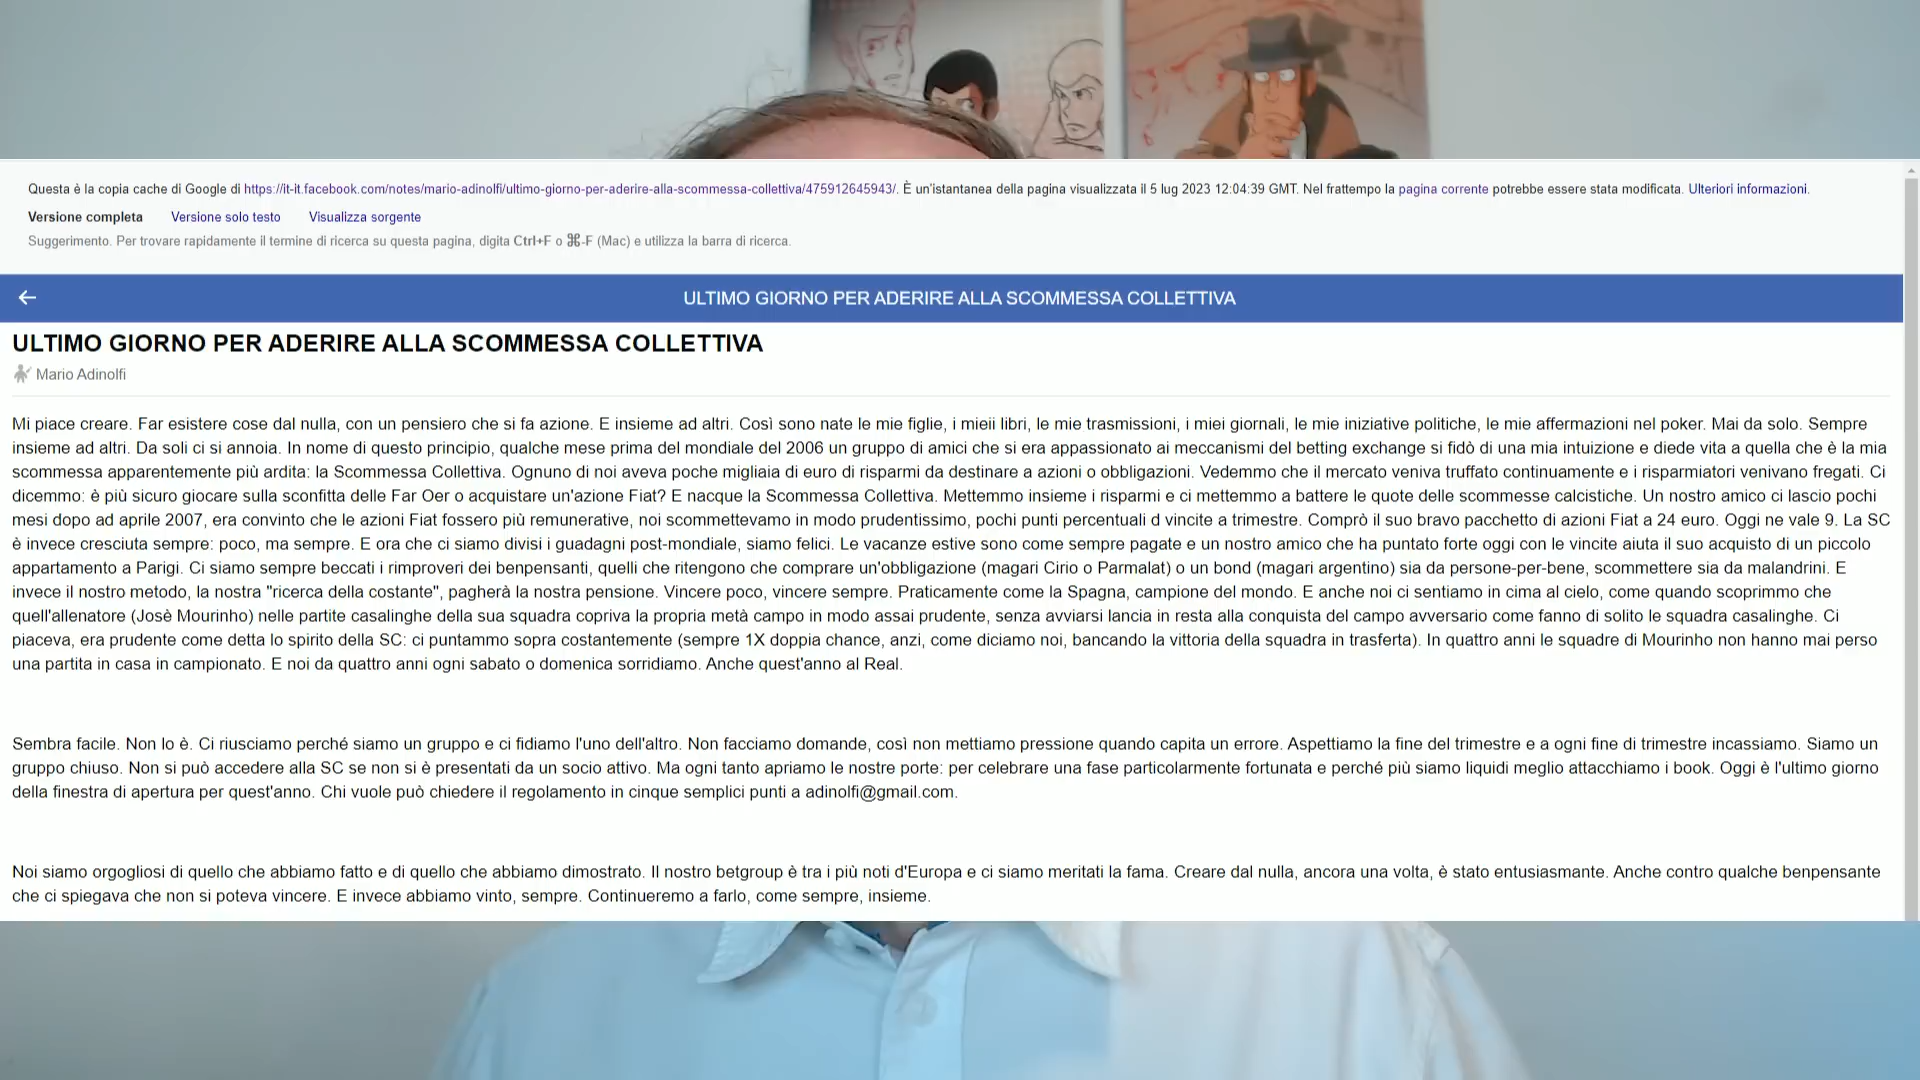 Questa è la copia cache di Google di https://it-it.facebook.com/notes/mario-adinolfi/ultimo-giorno-per-aderire-alla-scommessa-collettiva/475912645943/. È un'istantanea della pagina visualizzata il 5 lug 2023 12:04:39 GMT. Nel frattempo la pagina corrente potrebbe essere stata modificata. Ulteriori informazioni.
Versione completa Versione solo testo Visualizza sorgente
Suggerimento. Per trovare rapidamente il termine di ricerca su questa pagina, digita Ctrl+F o ⌘-F (Mac) e utilizza la barra di ricerca.
ULTIMO GIORNO PER ADERIRE ALLA SCOMMESSA COLLETTIVA
ULTIMO GIORNO PER ADERIRE ALLA SCOMMESSA COLLETTIVA
Mario Adinolfi
Mi piace creare. Far esistere cose dal nulla, con un pensiero che si fa azione. E insieme ad altri. Così sono nate le mie figlie, i mieii libri, le mie trasmissioni, i miei giornali, le mie iniziative politiche, le mie affermazioni nel poker. Mai da solo. Sempre
insieme ad altri. Da soli ci si annoia. In nome di questo principio, qualche mese prima del mondiale del 2006 un gruppo di amici che si era appassionato ai meccanismi del betting exchange si fidò di una mia intuizione e diede vita a quella che è la mia
scommessa apparentemente più ardita: la Scommessa Collettiva. Ognuno di noi aveva poche migliaia di euro di risparmi da destinare a azioni o obbligazioni. Vedemmo che il mercato veniva truffato continuamente e i risparmiatori venivano fregati. Ci
dicemmo: è più sicuro giocare sulla sconfitta delle Far Oer o acquistare un'azione Fiat? E nacque la Scommessa Collettiva. Mettemmo insieme i risparmi e ci mettemmo a battere le quote delle scommesse calcistiche. Un nostro amico ci lascio pochi
mesi dopo ad aprile 2007, era convinto che le azioni Fiat fossero più remunerative, noi scommettevamo in modo prudentissimo, pochi punti percentuali d vincite a trimestre. Comprò il suo bravo pacchetto di azioni Fiat a 24 euro. Oggi ne vale 9. La SC
è invece cresciuta sempre: poco, ma sempre. E ora che ci siamo divisi i guadagni post-mondiale, siamo felici. Le vacanze estive sono come sempre pagate e un nostro amico che ha puntato forte oggi con le vincite aiuta il suo acquisto di un piccolo
appartamento a Parigi. Ci siamo sempre beccati i rimproveri dei benpensanti, quelli che ritengono che comprare un'obbligazione (magari Cirio o Parmalat) o un bond (magari argentino) sia da persone-per-bene, scommettere sia da malandrini. E
invece il nostro metodo, la nostra "ricerca della costante", pagherà la nostra pensione. Vincere poco, vincere sempre. Praticamente come la Spagna, campione del mondo. E anche noi ci sentiamo in cima al cielo, come quando scoprimmo che
quell'allenatore (Josè Mourinho) nelle partite casalinghe della sua squadra copriva la propria metà campo in modo assai prudente, senza avviarsi lancia in resta alla conquista del campo avversario come fanno di solito le squadra casalinghe. Ci
piaceva, era prudente come detta lo spirito della SC: ci puntammo sopra costantemente (sempre 1X doppia chance, anzi, come diciamo noi, bancando la vittoria della squadra in trasferta). In quattro anni le squadre di Mourinho non hanno mai perso
una partita in casa in campionato. E noi da quattro anni ogni sabato o domenica sorridiamo. Anche quest'anno al Real.
Sembra facile. Non lo è. Ci riusciamo perché siamo un gruppo e ci fidiamo l'uno dell'altro. Non facciamo domande, così non mettiamo pressione quando capita un errore. Aspettiamo la fine del trimestre e a ogni fine di trimestre incassiamo. Siamo un
gruppo chiuso. Non si può accedere alla SC se non si è presentati da un socio attivo. Ma ogni tanto apriamo le nostre porte: per celebrare una fase particolarmente fortunata e perché più siamo liquidi meglio attacchiamo i book. Oggi è l'ultimo giorno
della finestra di apertura per quest'anno. Chi vuole può chiedere il regolamento in cinque semplici punti a adinolfi@gmail.com.
Noi siamo orgogliosi di quello che abbiamo fatto e di quello che abbiamo dimostrato. Il nostro betgroup è tra i più noti d'Europa e ci siamo meritati la fama. Creare dal nulla, ancora una volta, è stato entusiasmante. Anche contro qualche benpensante
che ci spiegava che non si poteva vincere. E invece abbiamo vinto, sempre. Continueremo a farlo, come sempre, insieme.